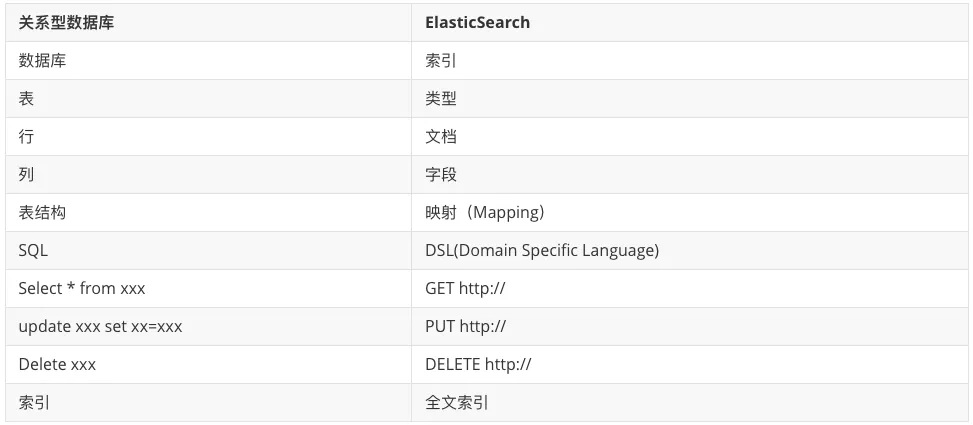 关系型数据库 ElasticSearch
数据库 索引
表 类型
行 文档
列 字段
表结构 映射（Mapping）
SQL DSL(Domain Specific Language)
Select * from xxx GET http://
update xxx set xx=xxx PUT http://
Delete xxx DELETE http://
索引 全文索引